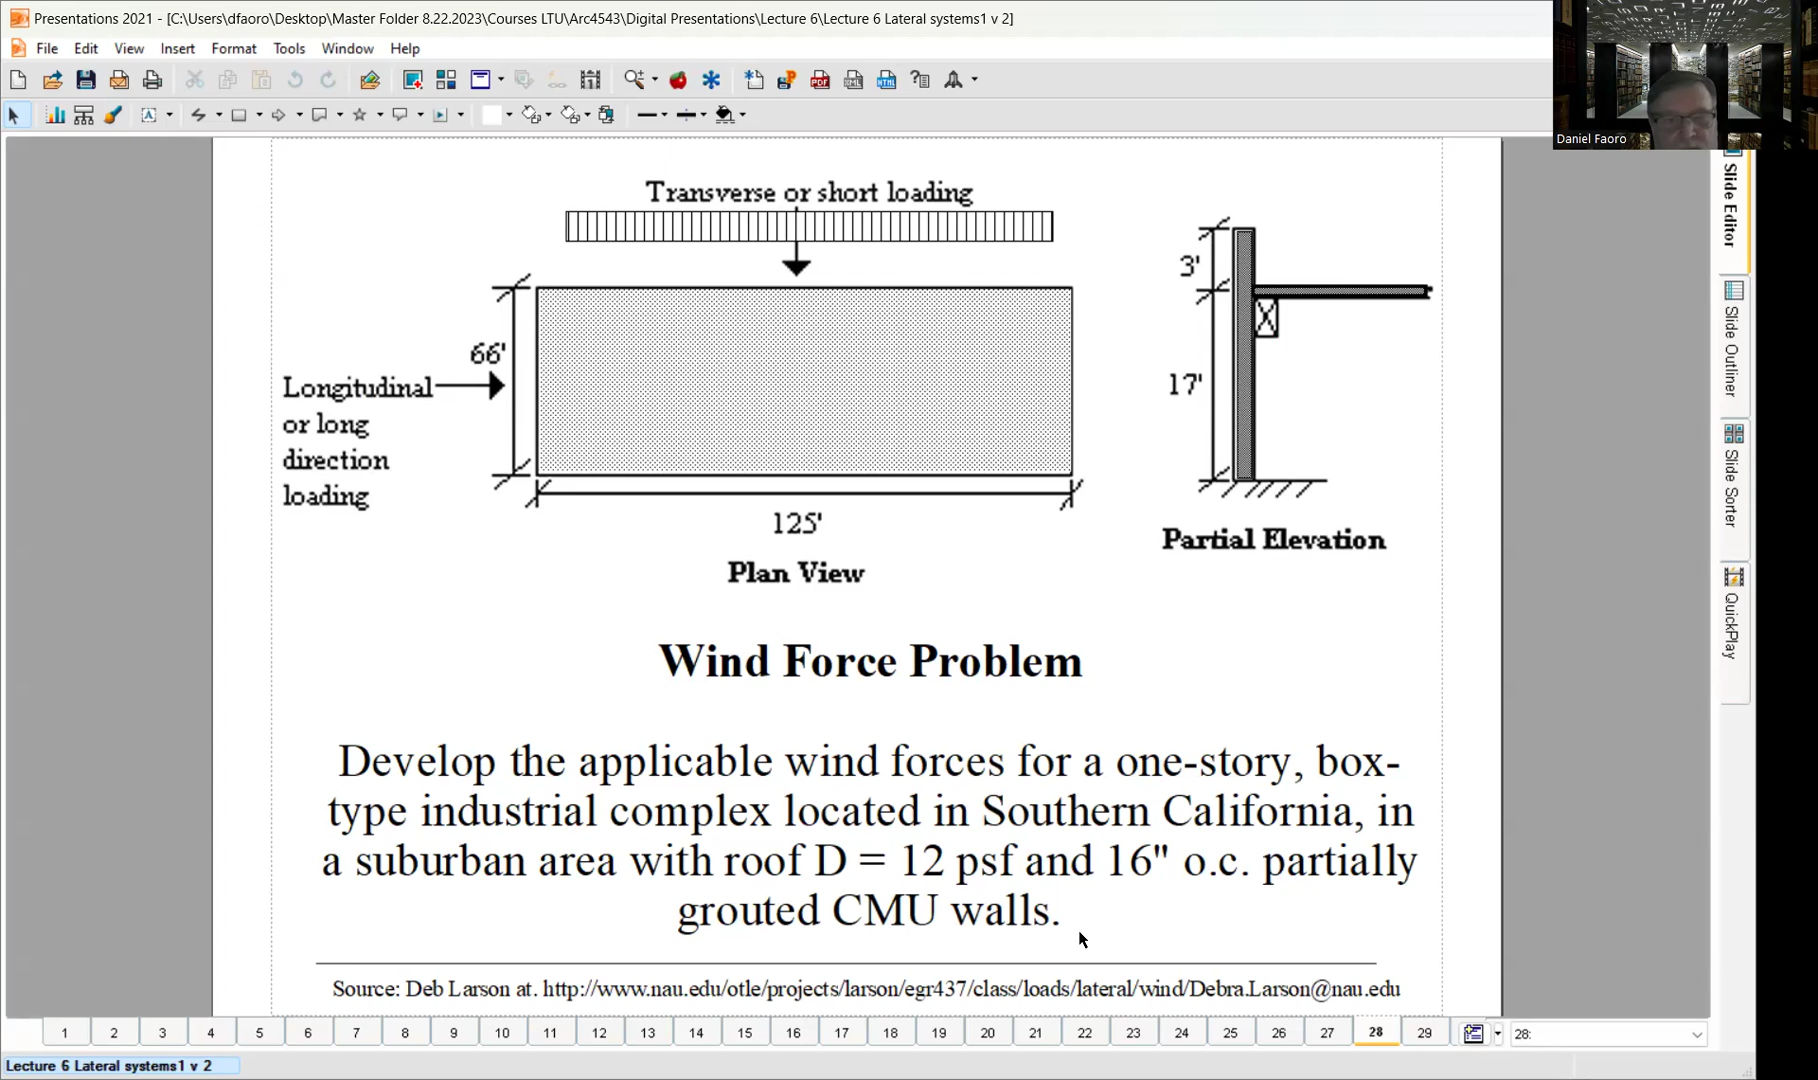 Presentations 2021 - [C:\Users\dfaoro\Desktop\Master Folder 8.22.2023\Courses LTU\Arc4543\Digital Presentations\Lecture 6\Lecture 6 Lateral systems1 v 2]
File Edit View Insert Format Tools Window Help
Daniel Faoro
Transverse or short loading
66'
Longitudinal
or long
direction
loading
125'
Plan View
3'
17'
Partial Elevation
Wind Force Problem
Develop the applicable wind forces for a one-story, box-
type industrial complex located in Southern California, in
a suburban area with roof D = 12 psf and 16" o.c. partially
grouted CMU walls.
Source: Deb Larson at. http://www.nau.edu/otle/projects/larson/egr437/class/loads/lateral/wind/Debra.Larson@nau.edu
Slide Editor
Slide Outliner
Slide Sorter
QuickPlay
1 2 3 4 5 6 7 8 9 10 11 12 13 14 15 16 17 18 19 20 21 22 23 24 25 26 27 28 29 28:
Lecture 6 Lateral systems1 v 2